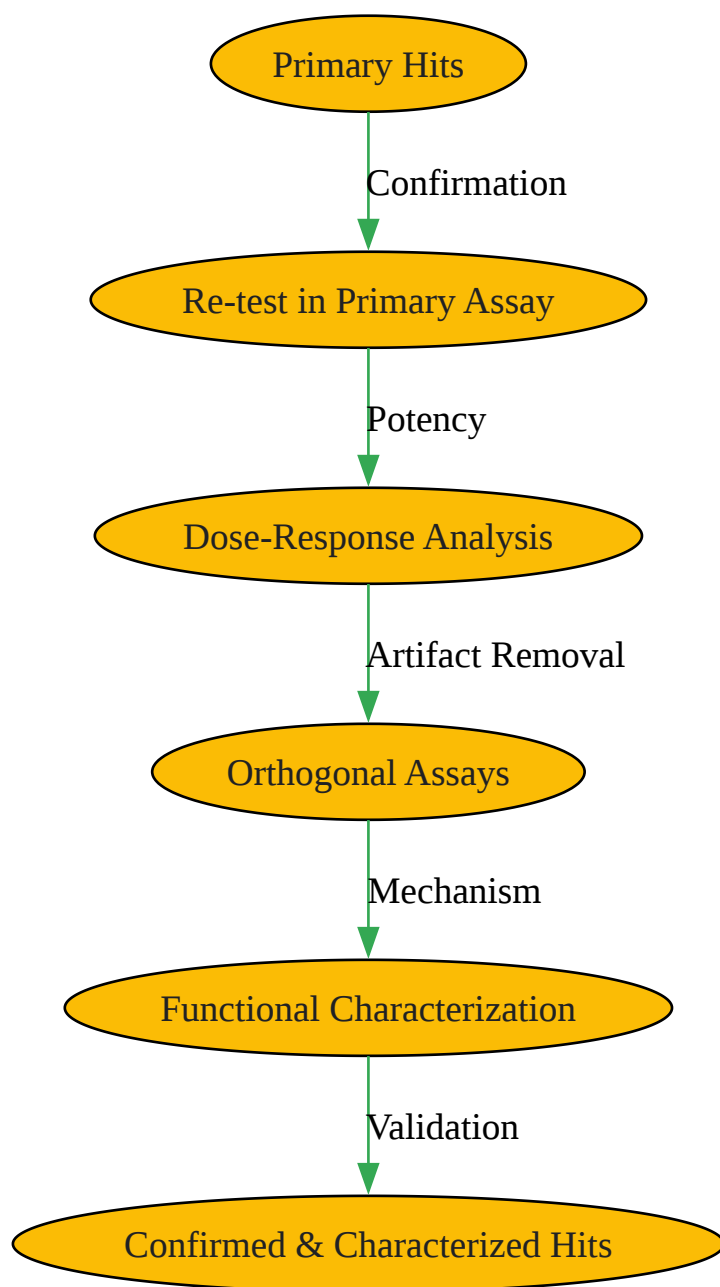 Primary Hits
Confirmation
Re-test in Primary Assay
Potency
Dose-Response Analysis
Artifact Removal
Orthogonal Assays
Mechanism
Functional Characterization
Validation
Confirmed & Characterized Hits